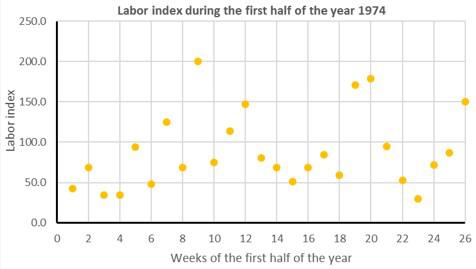 Labor index during the first half of the year 1974
250.0
200.0
150.0
100.0
50.0
0.0
Labor index
0 2 4 6 8 10 12 14 16 18 20 22 24 26
Weeks of the first half of the year